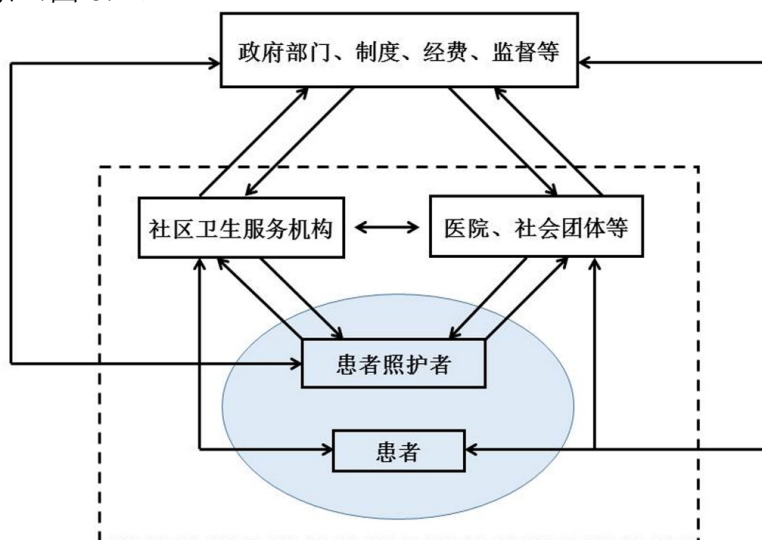 政府部门、制度、经费、监督等
社区卫生服务机构
医院、社会团体等
患者照护者
患者